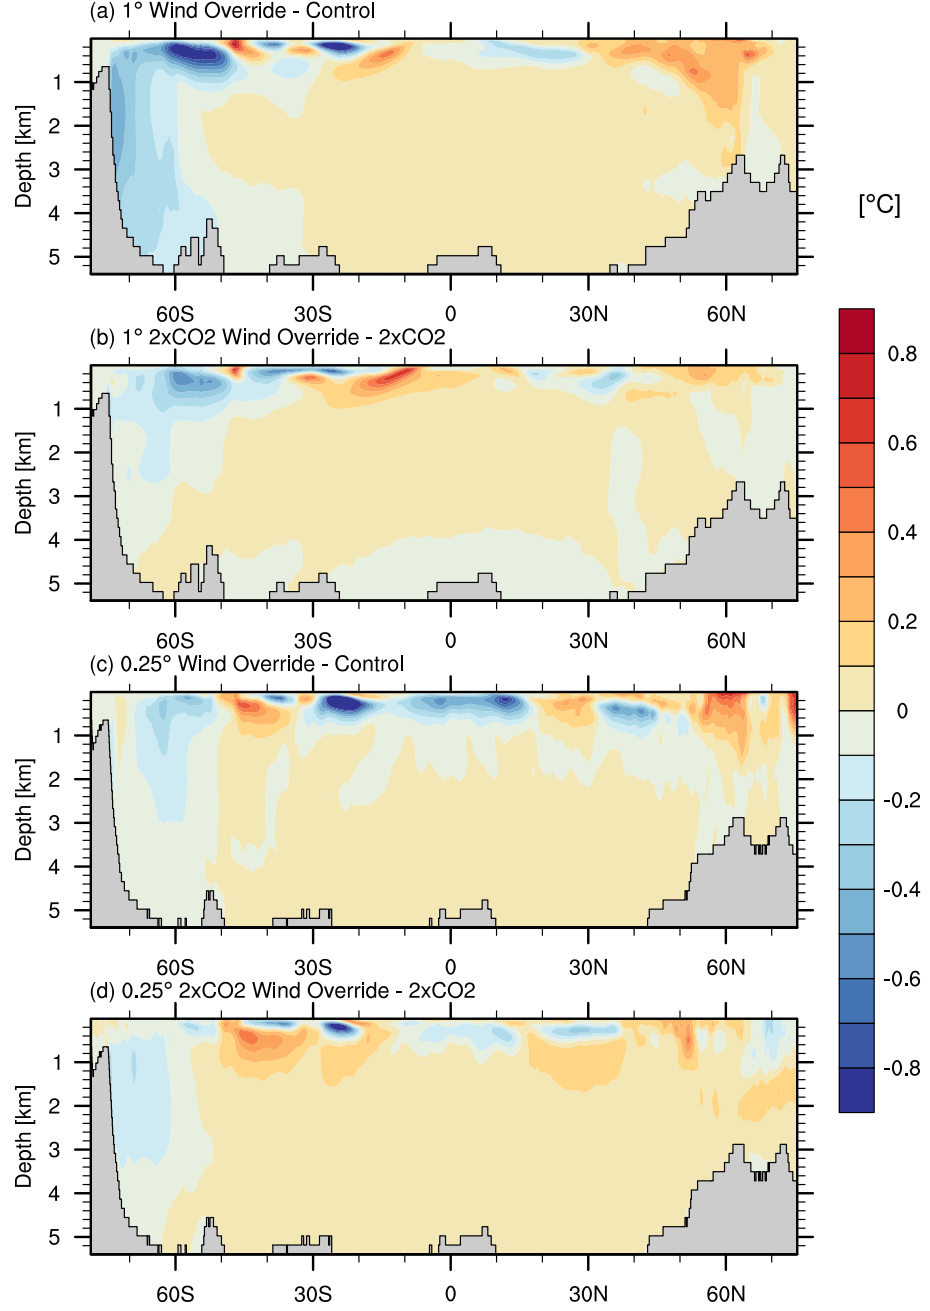 (a) 1° Wind Override - Control
Depth [km]
1
2
3
4
5
60S 30S 0 30N 60N
(b) 1° 2xCO2 Wind Override - 2xCO2
Depth [km]
1
2
3
4
5
60S 30S 0 30N 60N
(c) 0.25° Wind Override - Control
Depth [km]
1
2
3
4
5
60S 30S 0 30N 60N
(d) 0.25° 2xCO2 Wind Override - 2xCO2
Depth [km]
1
2
3
4
5
60S 30S 0 30N 60N
[°C]
0.8
0.6
0.4
0.2
0
-0.2
-0.4
-0.6
-0.8